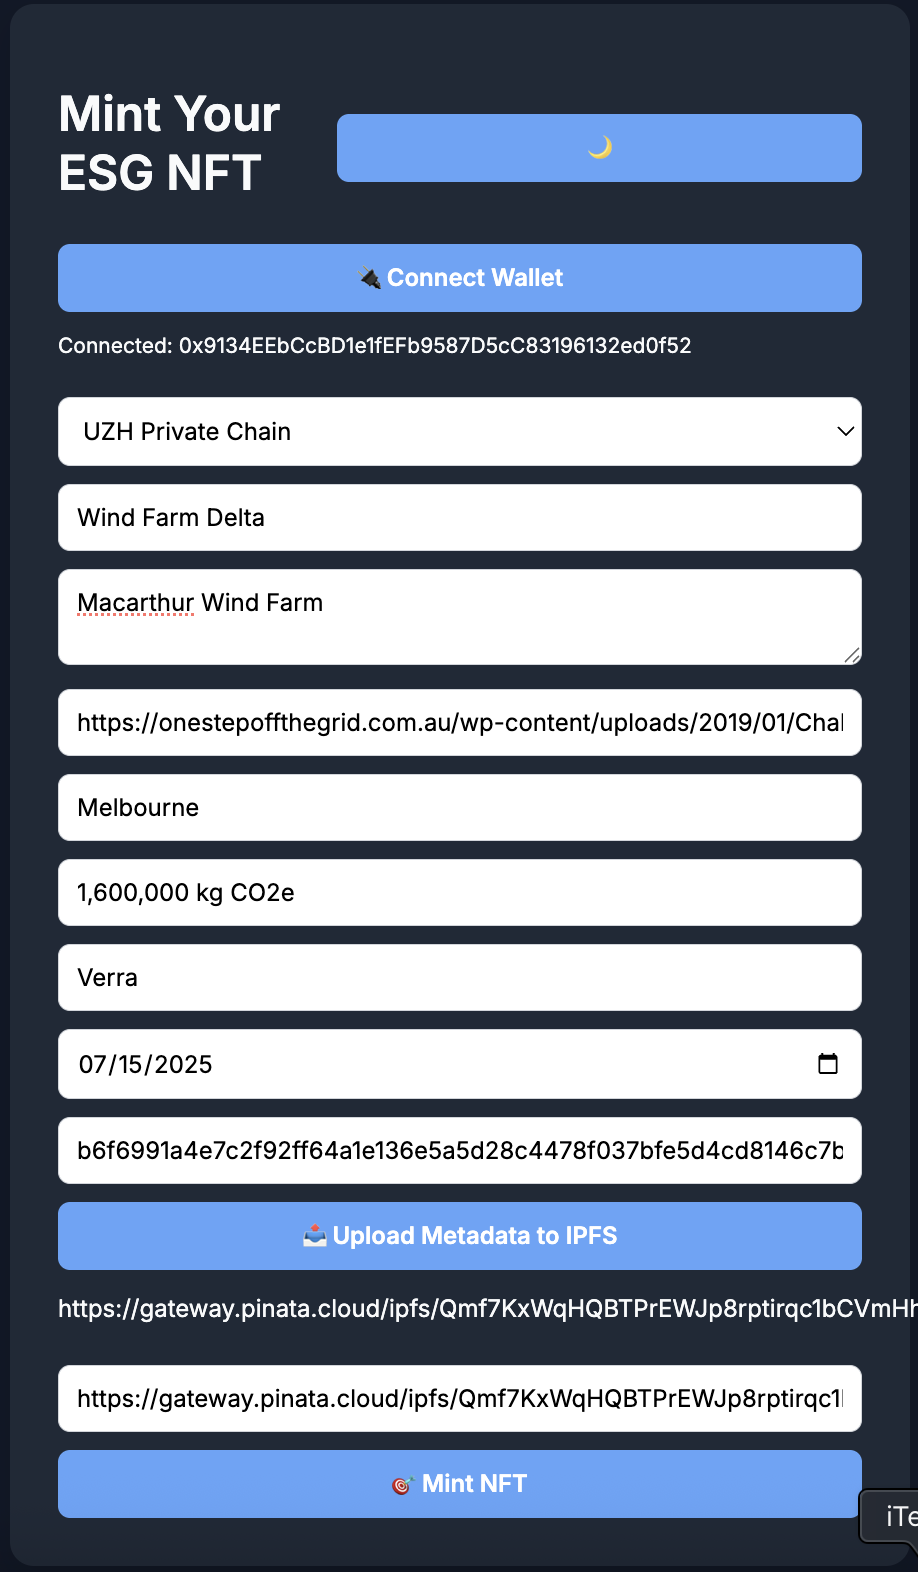 Mint Your
ESG NFT
Connect Wallet
Connected: 0x9134EEbCcBD1e1fEFb9587D5cC83196132ed0f52
UZH Private Chain
Wind Farm Delta
Macarthur Wind Farm
https://onestepoffthegrid.com.au/wp-content/uploads/2019/01/Chal
Melbourne
1,600,000 kg CO2e
Verra
07/15/2025
b6f6991a4e7c2f92ff64a1e136e5a5d28c4478f037bfe5d4cd8146c7b
Upload Metadata to IPFS
https://gateway.pinata.cloud/ipfs/Qmf7KxWqHQBTPrEWJp8rptirqc1bCVmHh
https://gateway.pinata.cloud/ipfs/Qmf7KxWqHQBTPrEWJp8rptirqc1l
Mint NFT
iTe